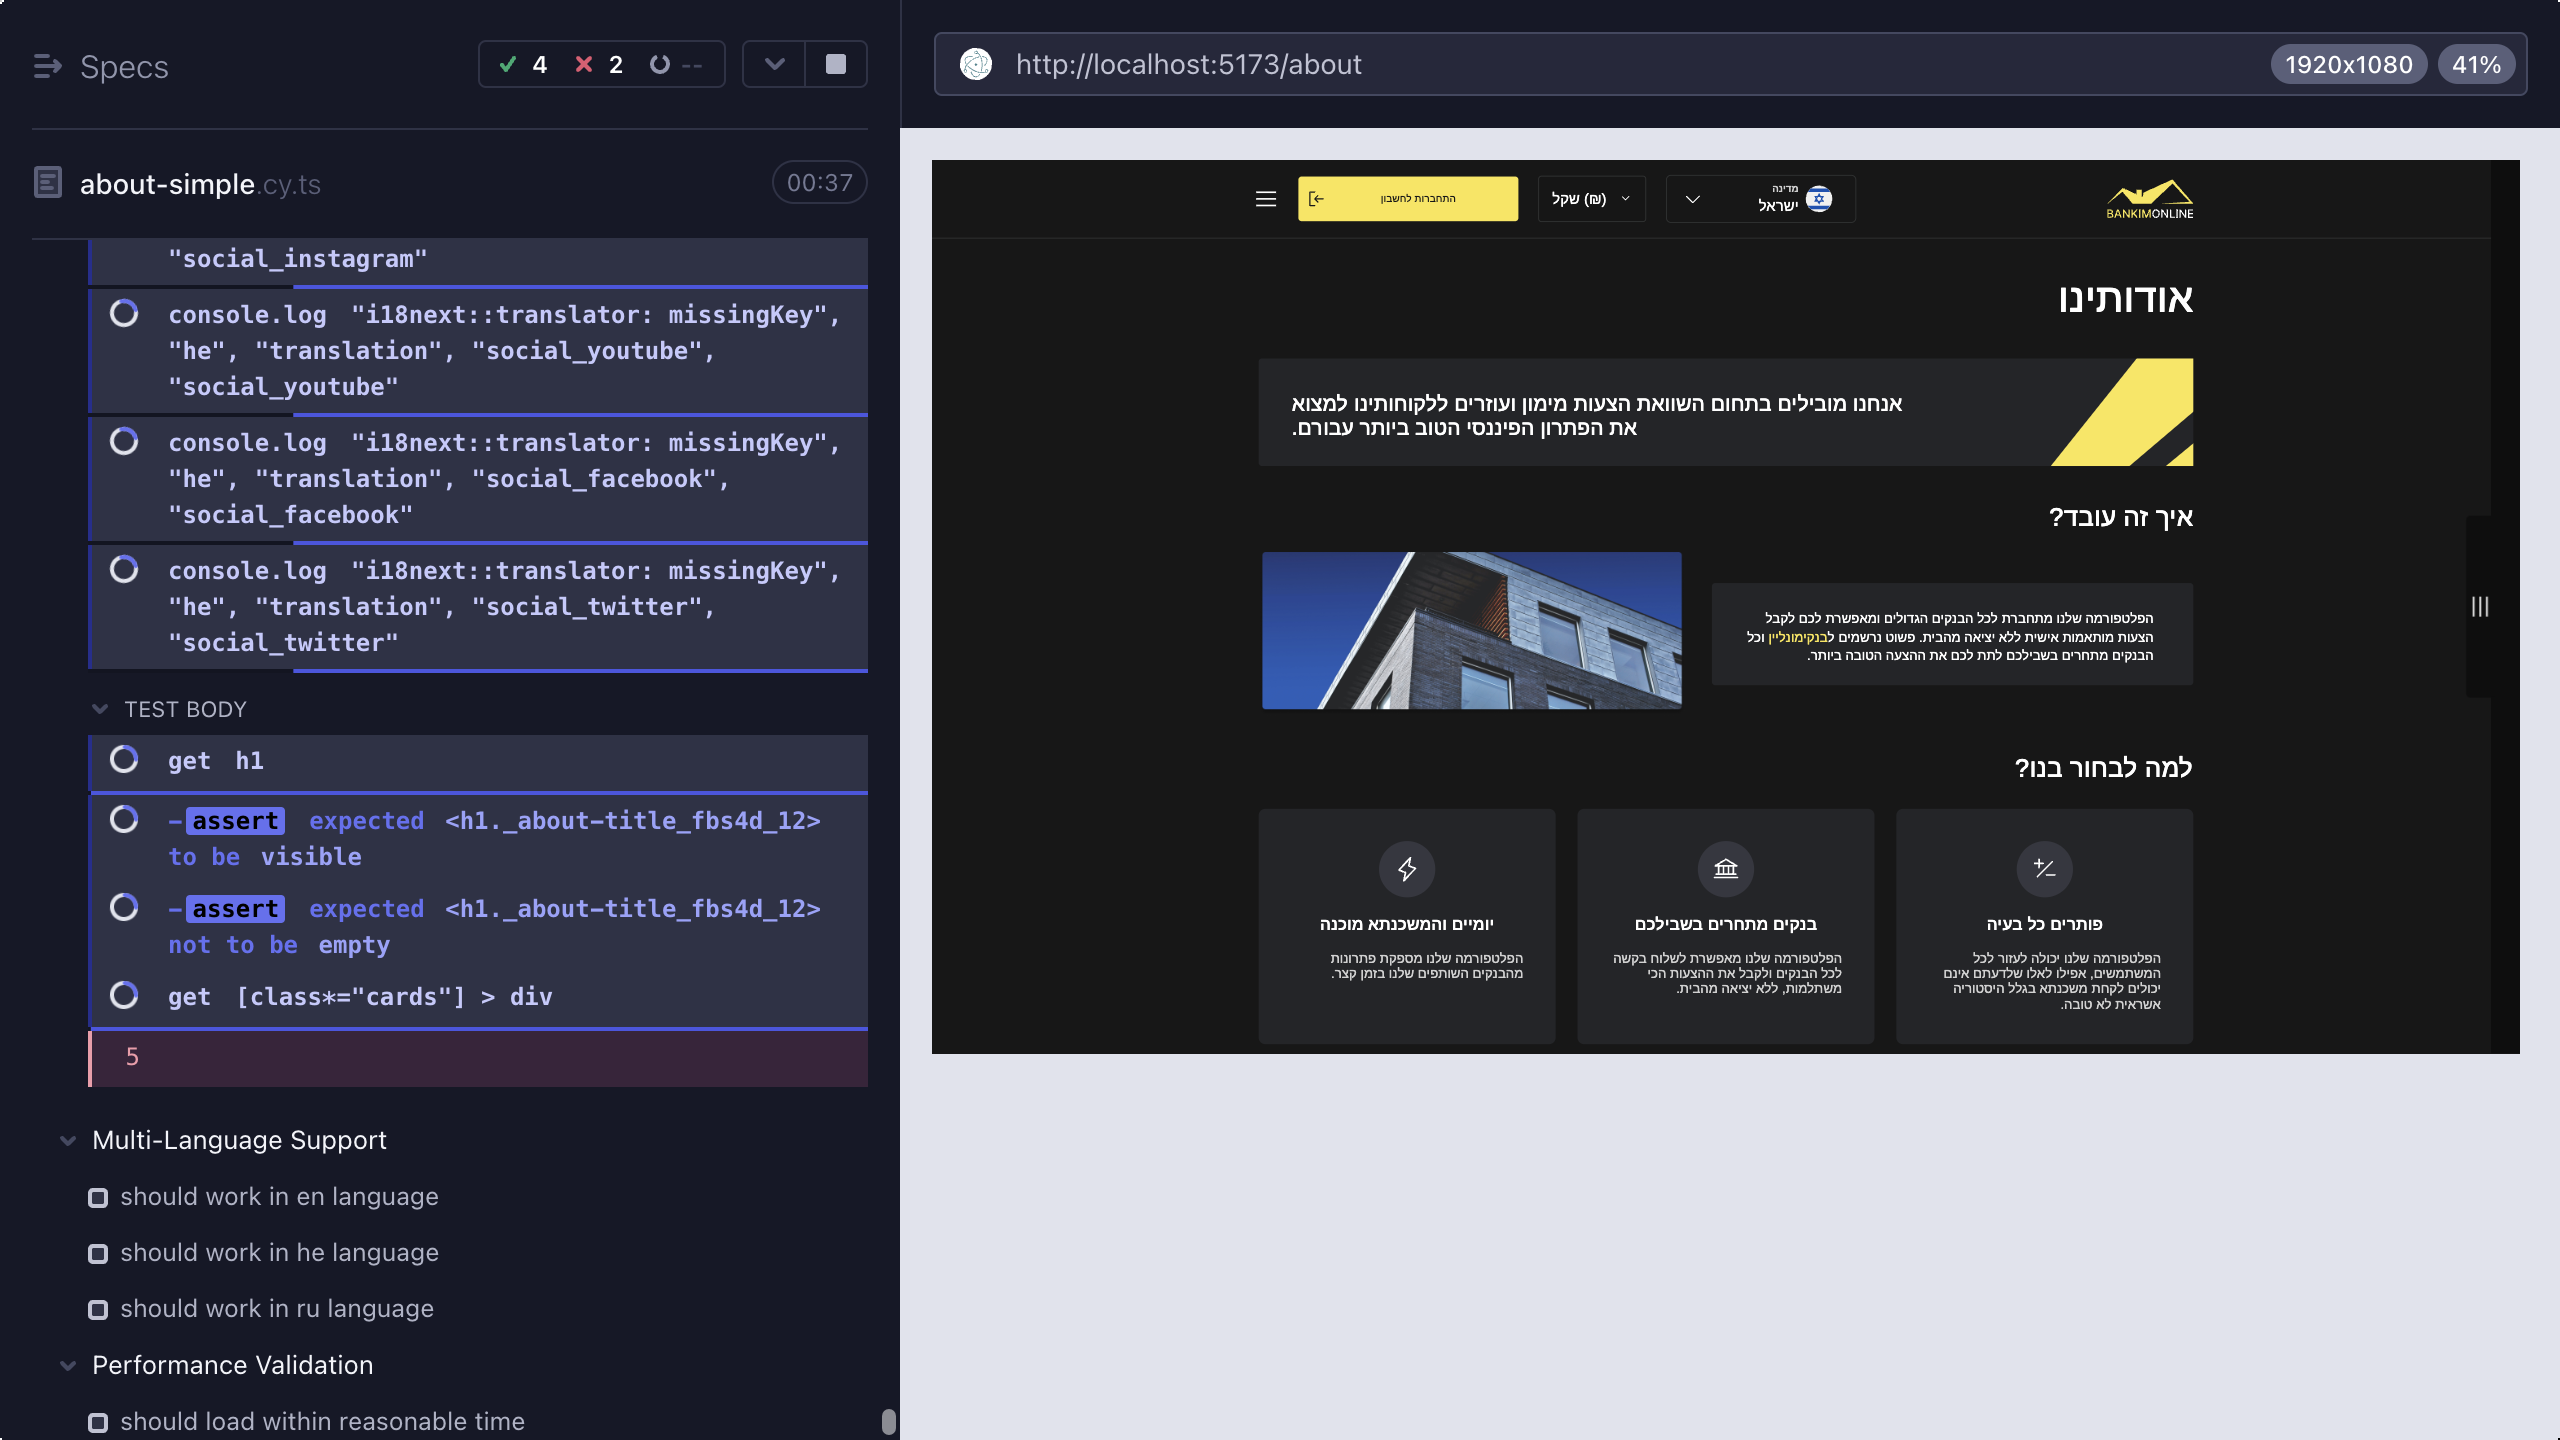 Specs
4
2
--
about-simple.cy.ts
00:37
"social_instagram"
console.log "i18next::translator: missingKey",
"he", "translation", "social_youtube",
"social_youtube"
console.log "i18next::translator: missingKey",
"he", "translation", "social_facebook",
"social_facebook"
console.log "i18next::translator: missingKey",
"he", "translation", "social_twitter",
"social_twitter"
TEST BODY
get h1
-assert expected <h1._about-title_fbs4d_12>
to be visible
-assert expected <h1._about-title_fbs4d_12>
not to be empty
get [class*="cards"] > div
5
Multi-Language Support
should work in en language
should work in he language
should work in ru language
Performance Validation
should load within reasonable time
http://localhost:5173/about
1920x1080
41%
BANKIMONLINE
מדינה
ישראל
שקל (₪)
התחברות לחשבון
אודותינו
אנחנו מובילים בתחום השוואת הצעות מימון ועוזרים ללקוחותינו למצוא
את הפתרון הפיננסי הטוב ביותר עבורם.
איך זה עובד?
הפלטפורמה שלנו מתחברת לכל הבנקים הגדולים ומאפשרת לכם לקבל
הצעות מותאמות אישית ללא יציאה מהבית. פשוט נרשמים לבנקימונליין וכל
הבנקים מתחרים בשבילכם לתת לכם את ההצעה הטובה ביותר.
למה לבחור בנו?
פותרים כל בעיה
הפלטפורמה שלנו יכולה לעזור לכל
המשתמשים, אפילו לאלו שלדעתם אינם
יכולים לקחת משכנתא בגלל היסטוריה
אשראית לא טובה.
בנקים מתחרים בשבילכם
הפלטפורמה שלנו מאפשרת לשלוח בקשה
לכל הבנקים ולקבל את ההצעות הכי
משתלמות, ללא יציאה מהבית.
יומיים והמשכנתא מוכנה
הפלטפורמה שלנו מספקת פתרונות
מהבנקים השותפים שלנו בזמן קצר.